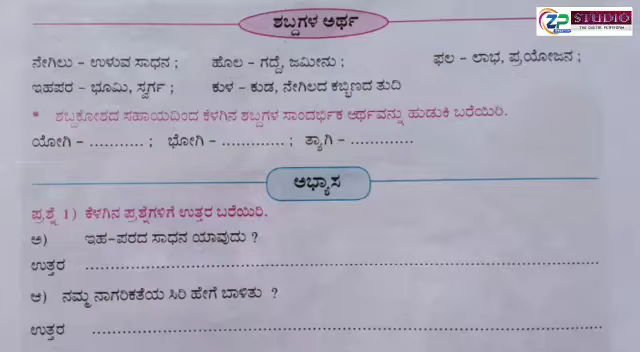 ಶಬ್ದಗಳ ಅರ್ಥ
ZP STUDIO
ನೇಗಿಲು – ಉಳುವ ಸಾಧನ ; ಹೊಲ – ಗದ್ದೆ, ಜಮೀನು ; ಫಲ – ಲಾಭ, ಪ್ರಯೋಜನ ;
ಇಹಪರ – ಭೂಮಿ, ಸ್ವರ್ಗ ; ಕುಳ – ಕುಡ, ನೇಗಿಲದ ಕಬ್ಬಿಣದ ತುದಿ
* ಶಬ್ದಕೋಶದ ಸಹಾಯದಿಂದ ಕೆಳಗಿನ ಶಬ್ದಗಳ ಸಾಂದರ್ಭಿಕ ಅರ್ಥವನ್ನು ಹುಡುಕಿ ಬರೆಯಿರಿ.
ಯೋಗಿ – ........... ; ಭೋಗಿ – ............. ; ತ್ಯಾಗಿ – .............
ಅಭ್ಯಾಸ
ಪ್ರಶ್ನೆ 1) ಕೆಳಗಿನ ಪ್ರಶ್ನೆಗಳಿಗೆ ಉತ್ತರ ಬರೆಯಿರಿ.
ಅ) ಇಹ-ಪರದ ಸಾಧನ ಯಾವುದು ?
ಉತ್ತರ ................................................................
ಆ) ನಮ್ಮ ನಾಗರಿಕತೆಯ ಸಿರಿ ಹೇಗೆ ಬಾಳಿತು ?
ಉತ್ತರ ................................................................